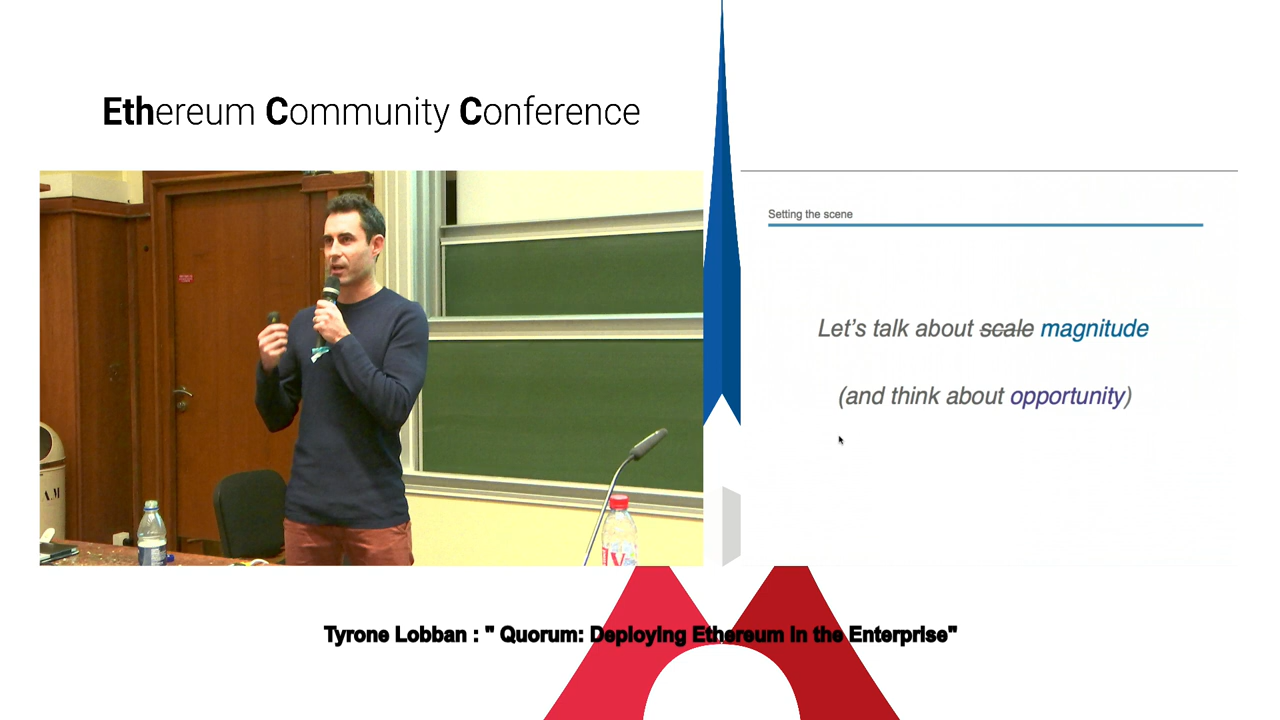 Ethereum Community Conference
Setting the scene
Let's talk about scale magnitude
(and think about opportunity)
A.M
V
Tyrone Lobban : " Quorum: Deploying Ethereum in the Enterprise"